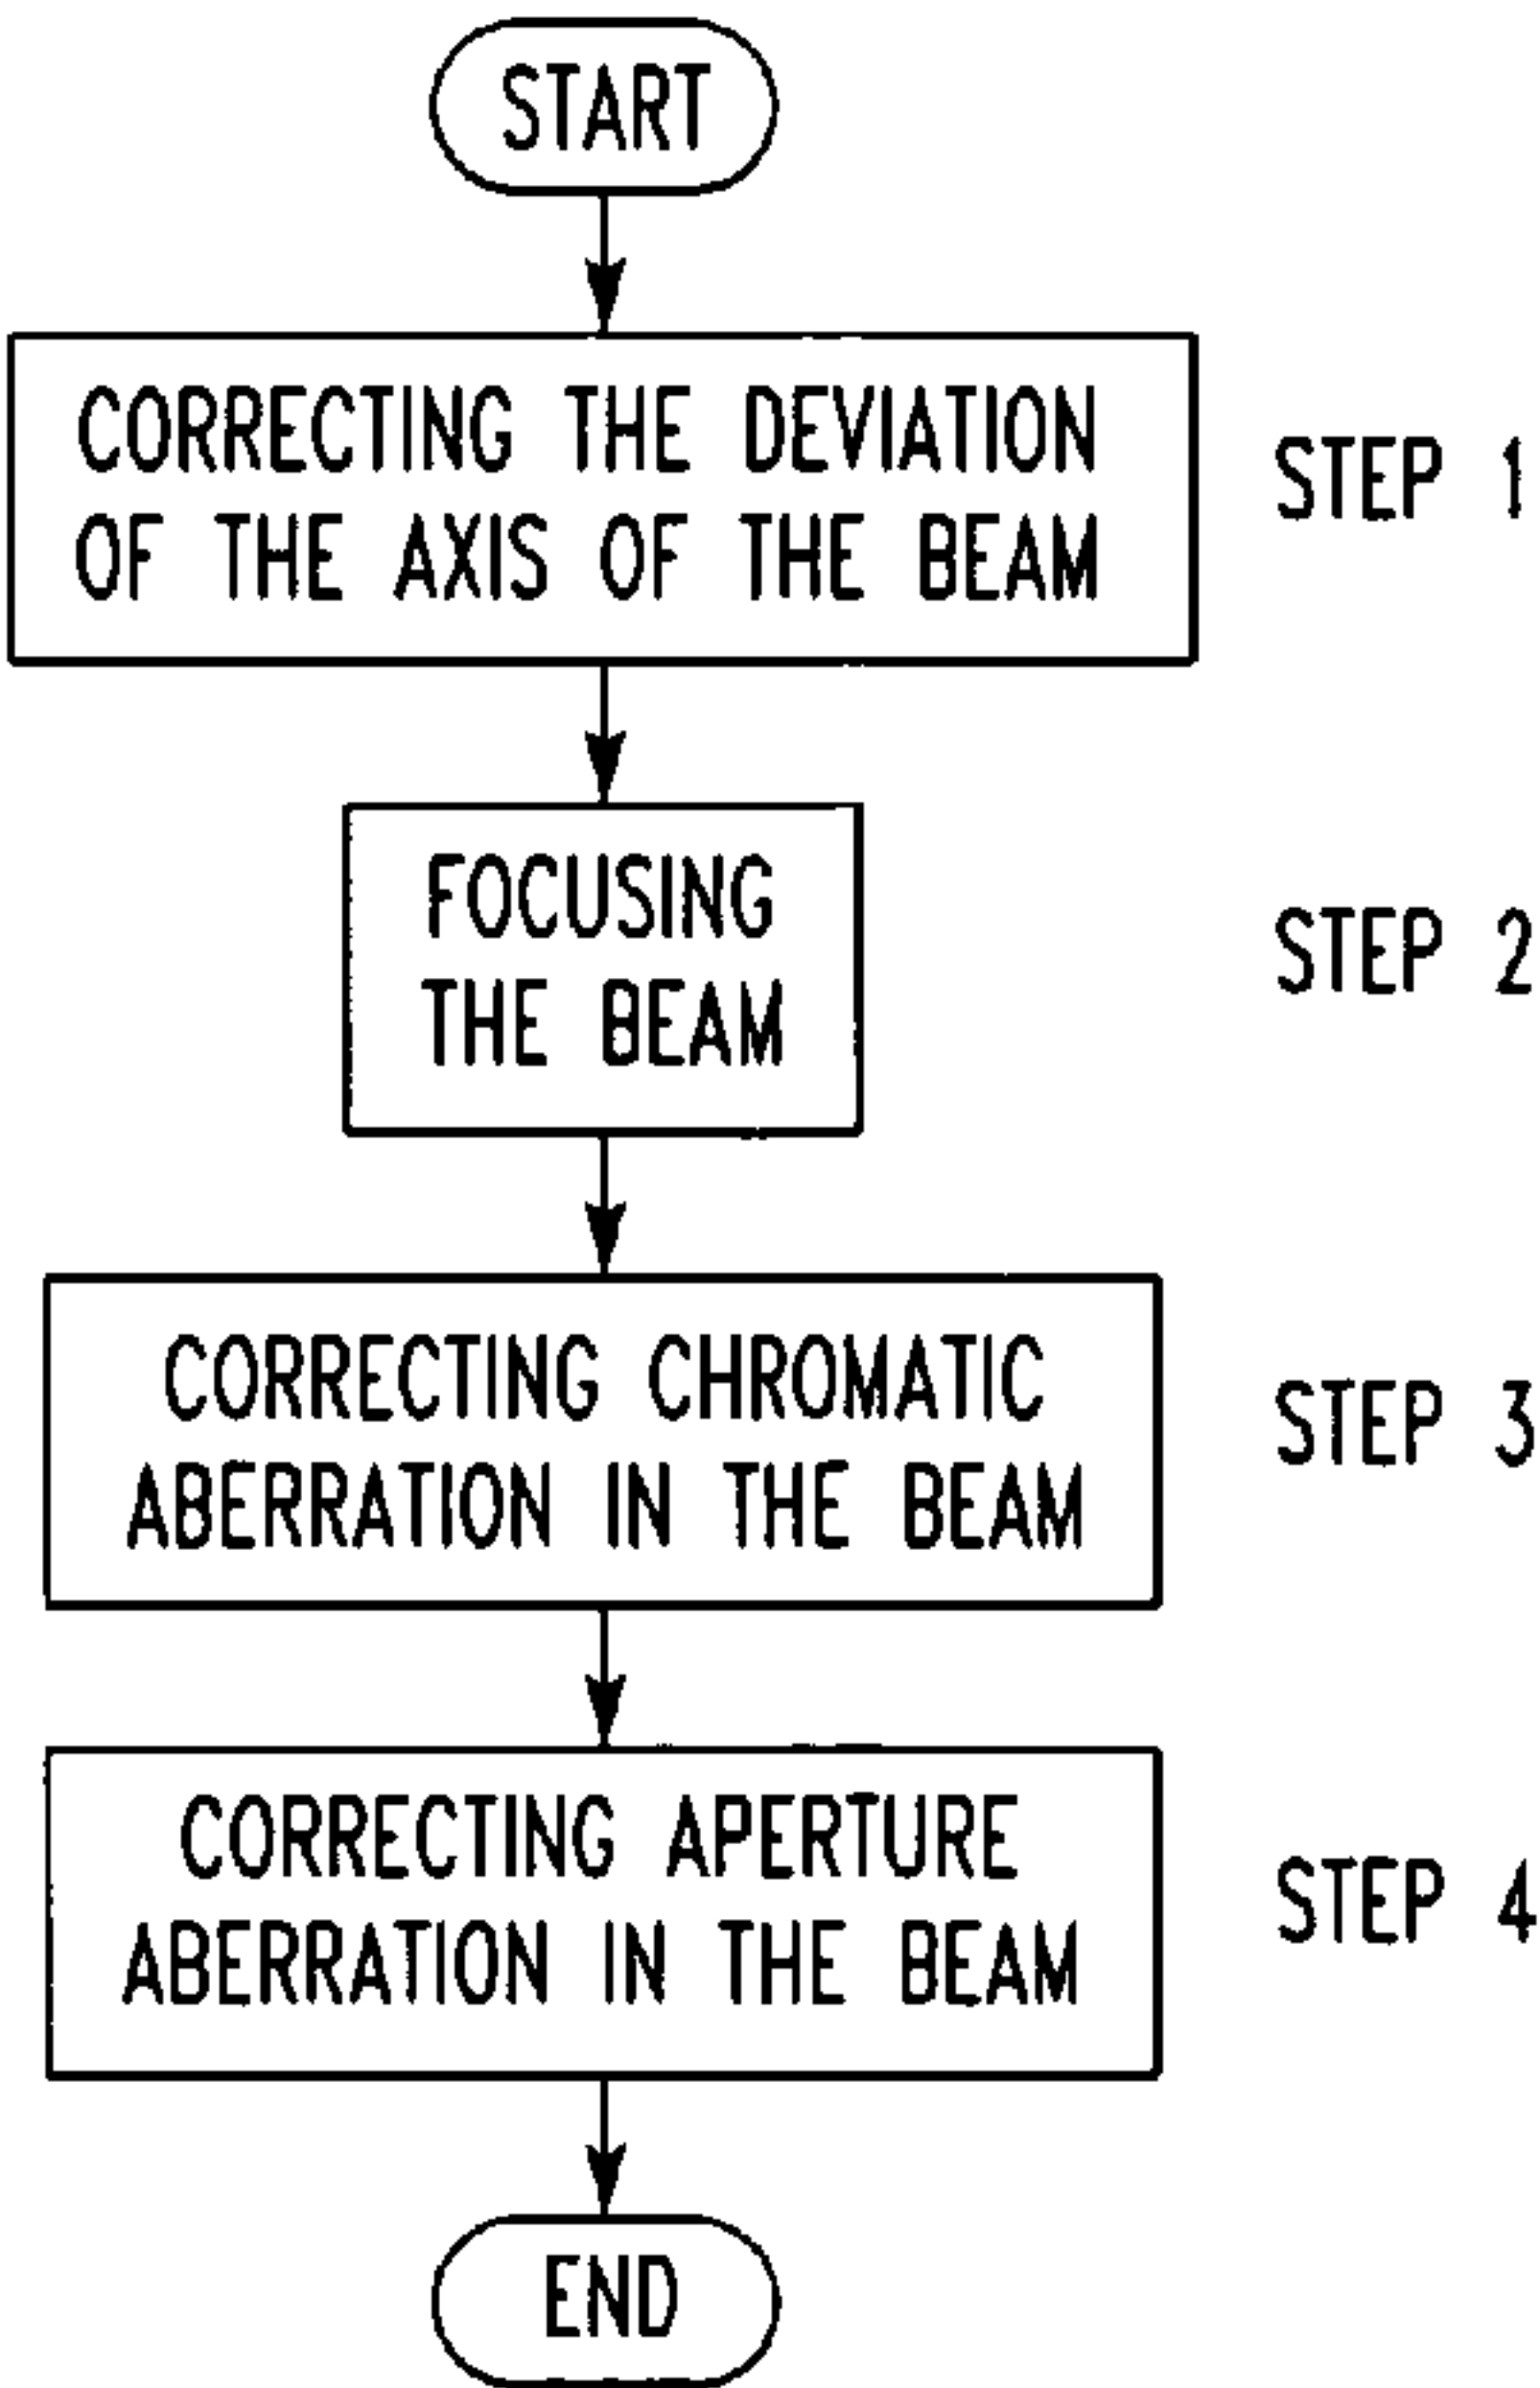 START
CORRECTING THE DEVIATION
OF THE AXIS OF THE BEAM
STEP 1
FOCUSING
THE BEAM
STEP 2
CORRECTING CHROMATIC
ABERRATION IN THE BEAM
STEP 3
CORRECTING APERTURE
ABERRATION IN THE BEAM
STEP 4
END